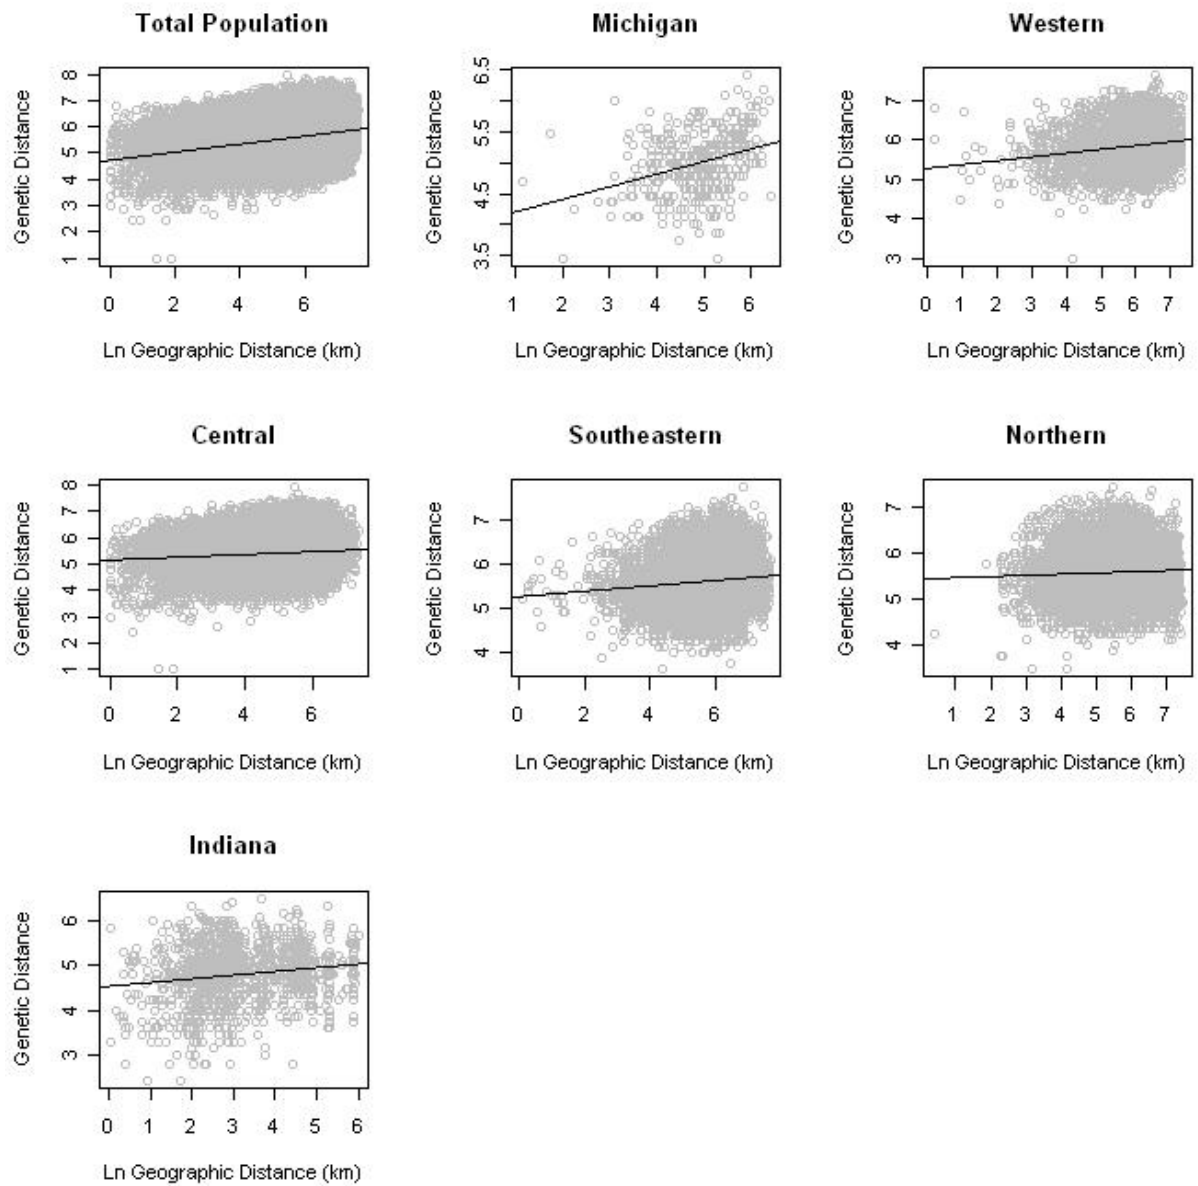 Total Population
Genetic Distance
8
7
6
5
4
3
2
1
0 2 4 6
Ln Geographic Distance (km)
Michigan
Genetic Distance
6.5
5.5
4.5
3.5
1 2 3 4 5 6
Ln Geographic Distance (km)
Western
Genetic Distance
7
6
5
4
3
0 1 2 3 4 5 6 7
Ln Geographic Distance (km)
Central
Genetic Distance
8
7
6
5
4
3
2
1
0 2 4 6
Ln Geographic Distance (km)
Southeastern
Genetic Distance
7
6
5
4
0 2 4 6
Ln Geographic Distance (km)
Northern
Genetic Distance
7
6
5
4
1 2 3 4 5 6 7
Ln Geographic Distance (km)
Indiana
Genetic Distance
6
5
4
3
0 1 2 3 4 5 6
Ln Geographic Distance (km)